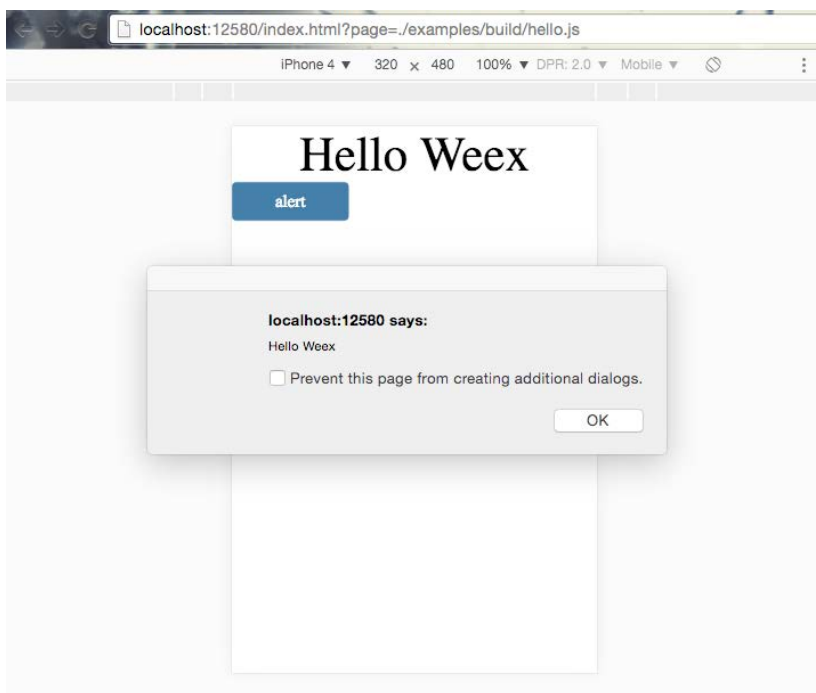 localhost:12580/index.html?page=./examples/build/hello.js
iPhone 4 ▼ 320 × 480 100% ▼ DPR: 2.0 ▼ Mobile ▼
Hello Weex
alert
localhost:12580 says:
Hello Weex
Prevent this page from creating additional dialogs.
OK